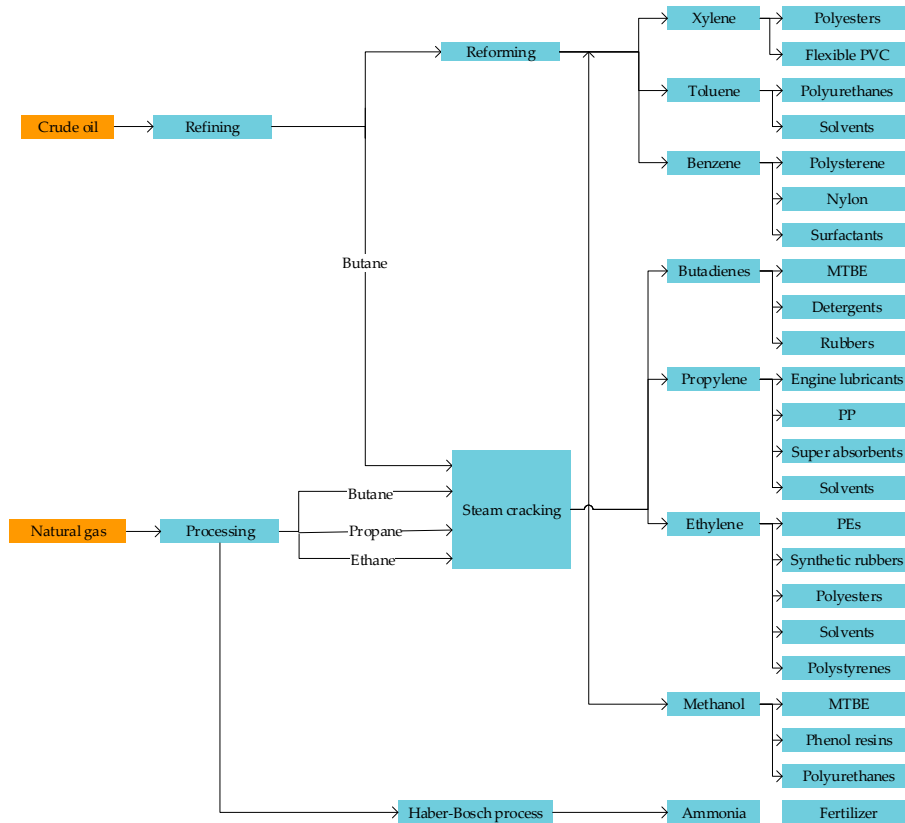 Xylene
Polyesters
Flexible PVC
Reforming
Toluene
Polyurethanes
Solvents
Crude oil
Refining
Benzene
Polysterene
Nylon
Surfactants
Butane
Butadienes
MTBE
Detergents
Rubbers
Propylene
Engine lubricants
PP
Super absorbents
Solvents
Butane
Steam cracking
Natural gas
Processing
Propane
Ethane
Ethylene
PEs
Synthetic rubbers
Polyesters
Solvents
Polystyrenes
Methanol
MTBE
Phenol resins
Polyurethanes
Haber-Bosch process
Ammonia
Fertilizer